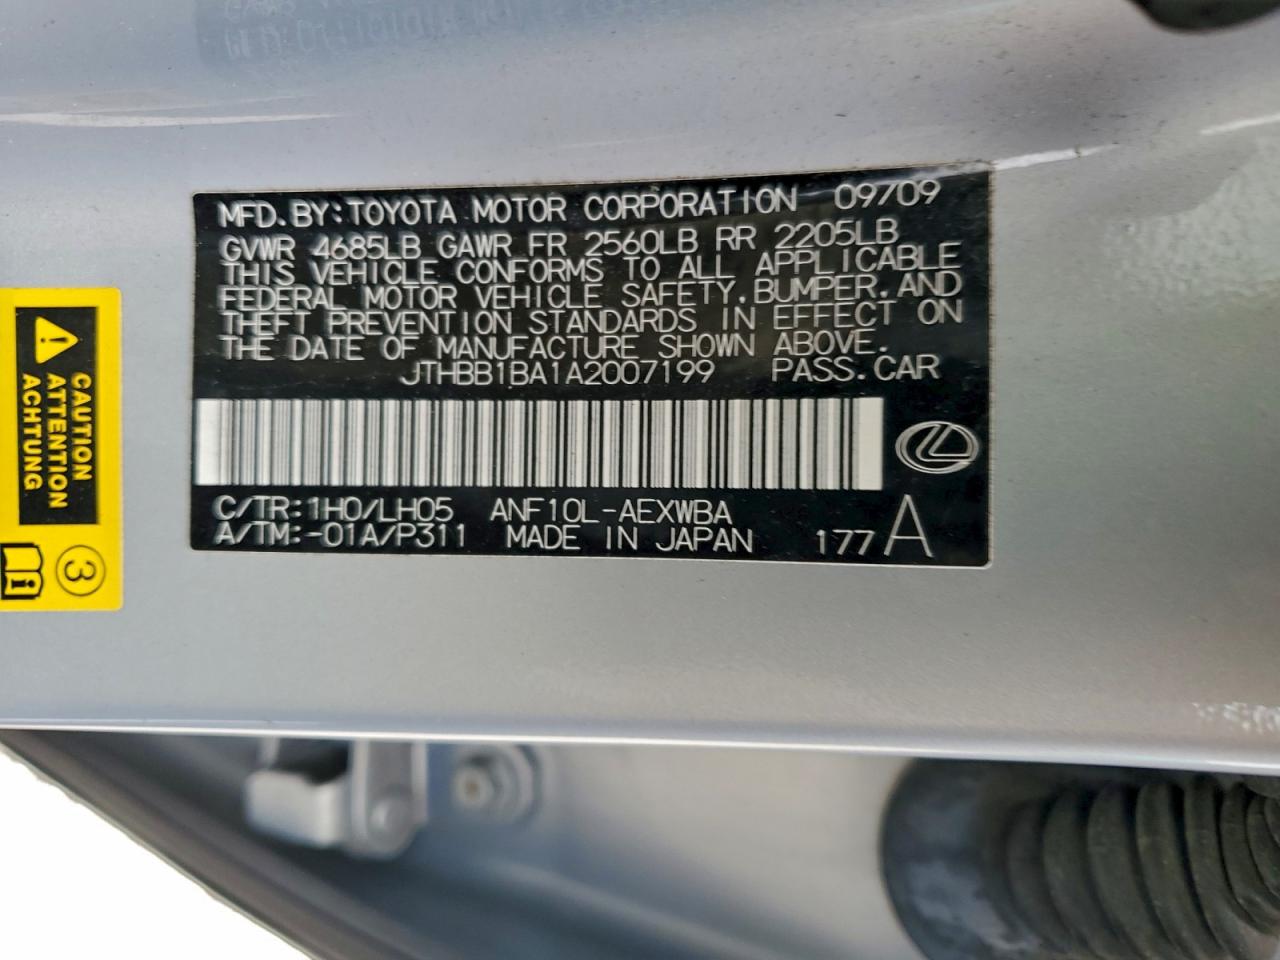 MFD.BY:TOYOTA MOTOR CORPORATION 09/09
GVWR 4685LB GAWR FR 2560LB RR 2205LB
THIS VEHICLE CONFORMS TO ALL APPLICABLE
FEDERAL MOTOR VEHICLE SAFETY,BUMPER,AND
THEFT PREVENTION STANDARDS IN EFFECT ON
THE DATE OF MANUFACTURE SHOWN ABOVE.
JTHBB1BA1A2007199 PASS.CAR
C/TR:1H0/LH05 ANF10L-AEXWBA
A/TM:-01A/P311 MADE IN JAPAN 177 A
CAUTION
ATTENTION
ACHTUNG
3